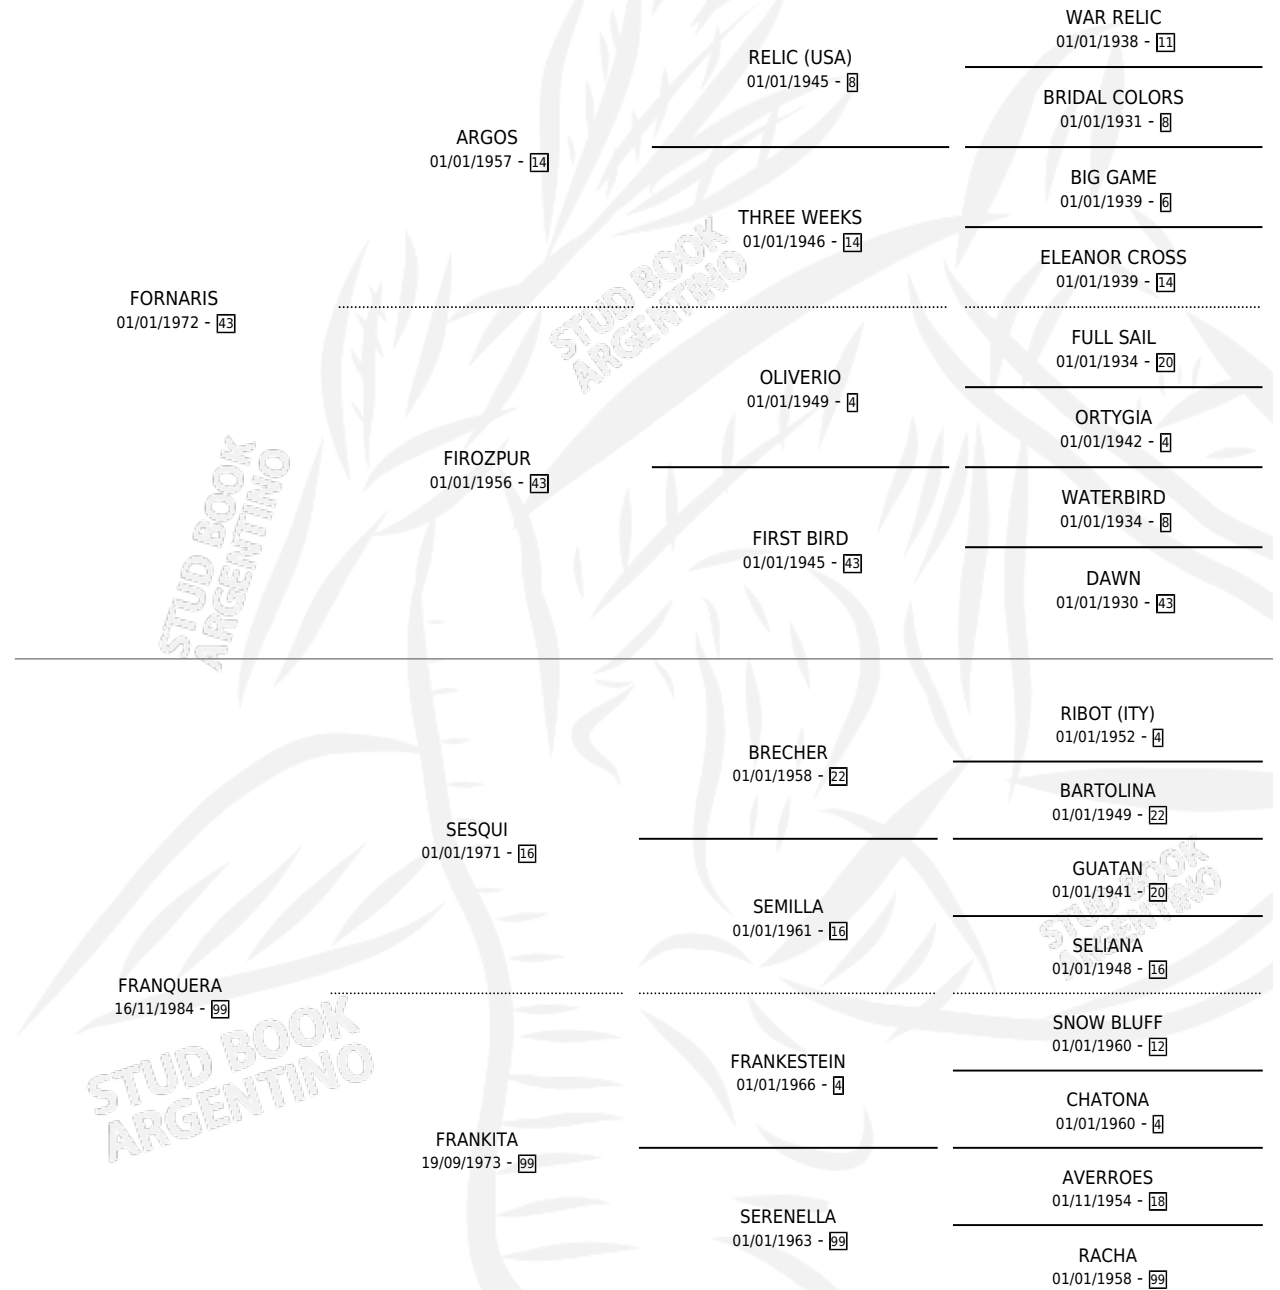 WAR RELIC
01/01/1938 - 11
RELIC (USA)
01/01/1945 - 8
BRIDAL COLORS
01/01/1931 - 8
ARGOS
01/01/1957 - 14
BIG GAME
01/01/1939 - 6
THREE WEEKS
01/01/1946 - 14
ELEANOR CROSS
01/01/1939 - 14
FORNARIS
01/01/1972 - 43
FULL SAIL
01/01/1934 - 20
OLIVERIO
01/01/1949 - 4
ORTYGIA
01/01/1942 - 4
FIROZPUR
01/01/1956 - 43
WATERBIRD
01/01/1934 - 8
FIRST BIRD
01/01/1945 - 43
DAWN
01/01/1930 - 43
STUD BOOK
ARGENTINO
STUD BOOK
ARGENTINO
RIBOT (ITY)
01/01/1952 - 4
BRECHER
01/01/1958 - 22
BARTOLINA
01/01/1949 - 22
SESQUI
01/01/1971 - 16
GUATAN
01/01/1941 - 20
SEMILLA
01/01/1961 - 16
SELIANA
01/01/1948 - 16
FRANQUERA
16/11/1984 - 99
SNOW BLUFF
01/01/1960 - 12
FRANKESTEIN
01/01/1966 - 4
CHATONA
01/01/1960 - 4
FRANKITA
19/09/1973 - 99
AVERROES
01/11/1954 - 18
SERENELLA
01/01/1963 - 99
RACHA
01/01/1958 - 99
STUD BOOK
ARGENTINO
STUD BOOK
ARGENTINO